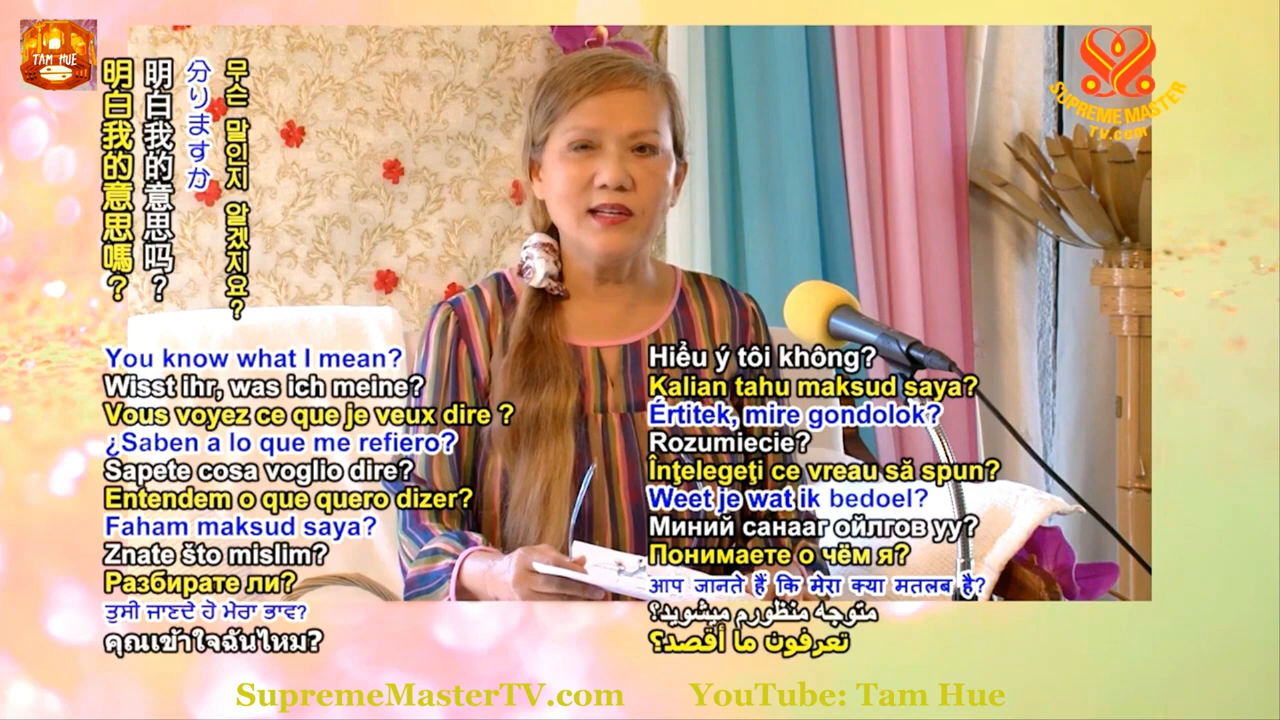 TAM HUE
SUPREME MASTER
TV.com
明白我的意思嗎？
明白我的意思吗？
分りますか
무슨 말인지 알겠지요?
You know what I mean?
Wisst ihr, was ich meine?
Vous voyez ce que je veux dire ?
¿Saben a lo que me refiero?
Sapete cosa voglio dire?
Entendem o que quero dizer?
Faham maksud saya?
Znate što mislim?
Разбирате ли?
ਤੁਸੀ ਜਾਣਦੇ ਹੋ ਮੇਰਾ ਭਾਵ?
คุณเข้าใจฉันไหม?
Hiểu ý tôi không?
Kalian tahu maksud saya?
Értitek, mire gondolok?
Rozumiecie?
Înţelegeţi ce vreau să spun?
Weet je wat ik bedoel?
Миний санааг ойлгов уу?
Понимаете о чём я?
आप जानते हैं कि मेरा क्या मतलब है?
متوجه منظورم میشوید؟
تعرفون ما أقصد؟
SupremeMasterTV.com
YouTube: Tam Hue